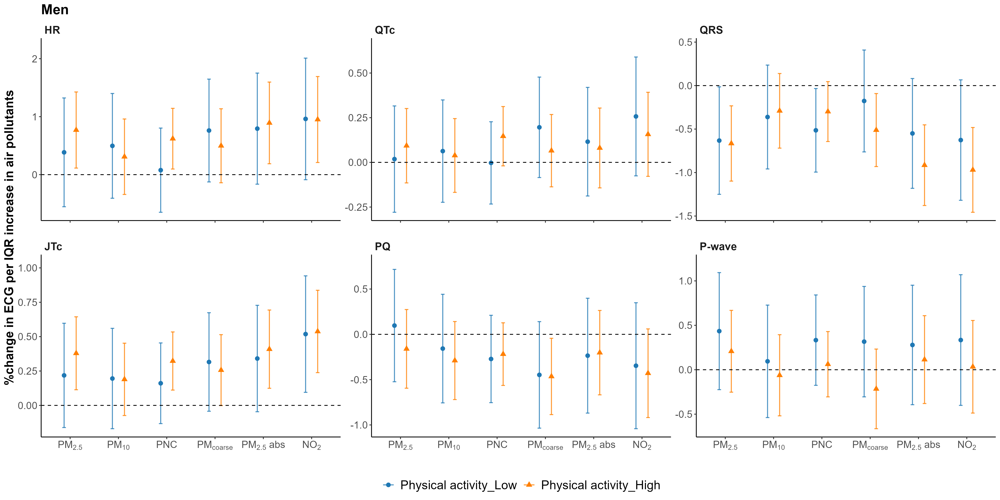 Men
HR
QTc
QRS
%change in ECG per IQR increase in air pollutants
2
1
0
0.50
0.25
0.00
-0.25
0.5
0.0
-0.5
-1.0
-1.5
JTc
PQ
P-wave
1.00
0.75
0.50
0.25
0.00
0.5
0.0
-0.5
-1.0
1.0
0.5
0.0
-0.5
PM2.5 PM10 PNC PMcoarse PM2.5 abs NO2
PM2.5 PM10 PNC PMcoarse PM2.5 abs NO2
PM2.5 PM10 PNC PMcoarse PM2.5 abs NO2
Physical activity_Low Physical activity_High